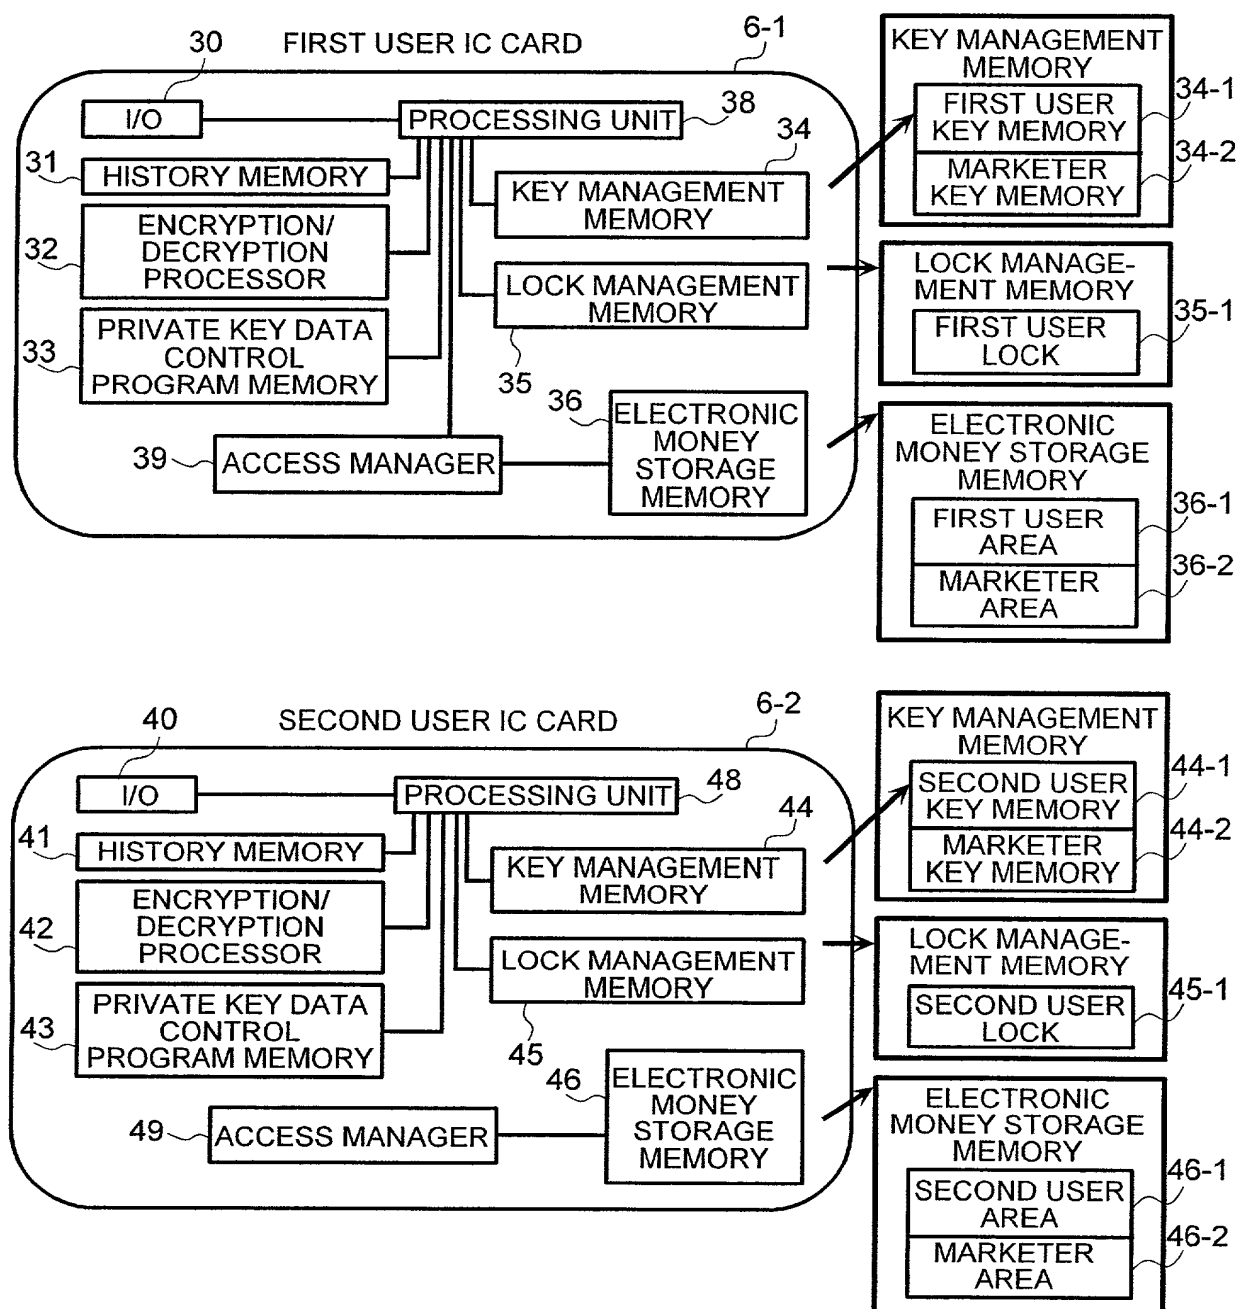 FIRST USER IC CARD
6-1
30
I/O
PROCESSING UNIT
38
31
HISTORY MEMORY
34
KEY MANAGEMENT
MEMORY
32
ENCRYPTION/
DECRYPTION
PROCESSOR
LOCK MANAGEMENT
MEMORY
35
33
PRIVATE KEY DATA
CONTROL
PROGRAM MEMORY
36
ELECTRONIC
MONEY
STORAGE
MEMORY
39
ACCESS MANAGER
KEY MANAGEMENT
MEMORY
FIRST USER
KEY MEMORY
34-1
MARKETER
KEY MEMORY
34-2
LOCK MANAGE-
MENT MEMORY
FIRST USER
LOCK
35-1
ELECTRONIC
MONEY STORAGE
MEMORY
FIRST USER
AREA
36-1
MARKETER
AREA
36-2
SECOND USER IC CARD
6-2
40
I/O
PROCESSING UNIT
48
41
HISTORY MEMORY
44
KEY MANAGEMENT
MEMORY
42
ENCRYPTION/
DECRYPTION
PROCESSOR
LOCK MANAGEMENT
MEMORY
45
43
PRIVATE KEY DATA
CONTROL
PROGRAM MEMORY
46
ELECTRONIC
MONEY
STORAGE
MEMORY
49
ACCESS MANAGER
KEY MANAGEMENT
MEMORY
SECOND USER
KEY MEMORY
44-1
MARKETER
KEY MEMORY
44-2
LOCK MANAGE-
MENT MEMORY
SECOND USER
LOCK
45-1
ELECTRONIC
MONEY STORAGE
MEMORY
SECOND USER
AREA
46-1
MARKETER
AREA
46-2